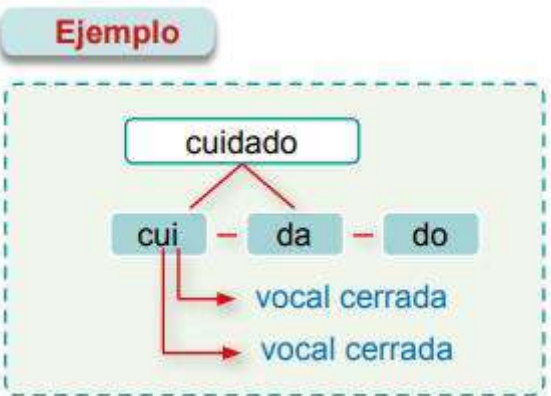 Ejemplo
cuidado
cui – da – do
vocal cerrada
vocal cerrada